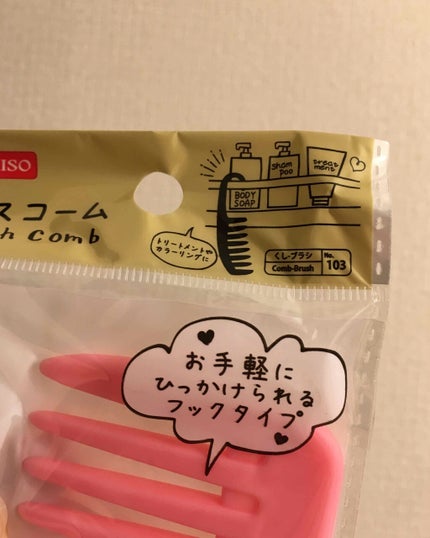 ISO
スコーム
h comb
トリートメントや
カラーリングに
BODY
SOAP
sham
poo
treat
ment
くし・ブラシ
Comb・Brush
No.
103
お手軽に
ひっかけられる
フックタイプ